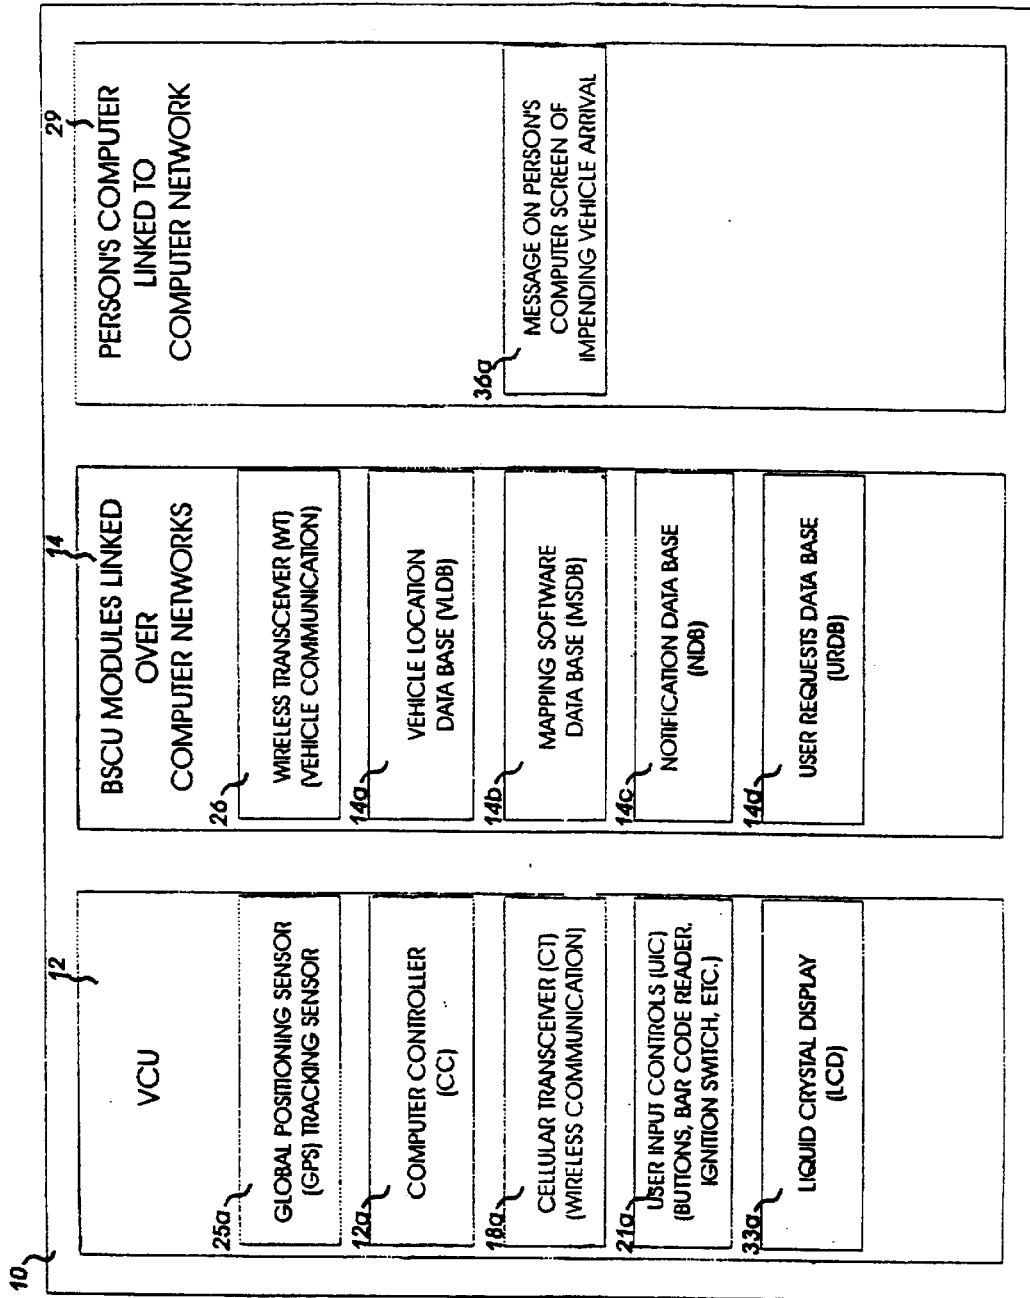 10
12
VCU
25a
GLOBAL POSITIONING SENSOR
(GPS) TRACKING SENSOR
12a
COMPUTER CONTROLLER
(CC)
18a
CELLULAR TRANSCEIVER (CT)
(WIRELESS COMMUNICATION)
21a
USER INPUT CONTROLS (UIC)
(BUTTONS, BAR CODE READER,
IGNITION SWITCH, ETC.)
33a
LIQUID CRYSTAL DISPLAY
(LCD)
14
BSCU MODULES LINKED
OVER
COMPUTER NETWORKS
26
WIRELESS TRANSCEIVER (WT)
(VEHICLE COMMUNICATION)
14a
VEHICLE LOCATION
DATA BASE (VLDB)
14b
MAPPING SOFTWARE
DATA BASE (MSDB)
14c
NOTIFICATION DATA BASE
(NDB)
14d
USER REQUESTS DATA BASE
(URDB)
29
PERSON'S COMPUTER
LINKED TO
COMPUTER NETWORK
36a
MESSAGE ON PERSON'S
COMPUTER SCREEN OF
IMPENDING VEHICLE ARRIVAL